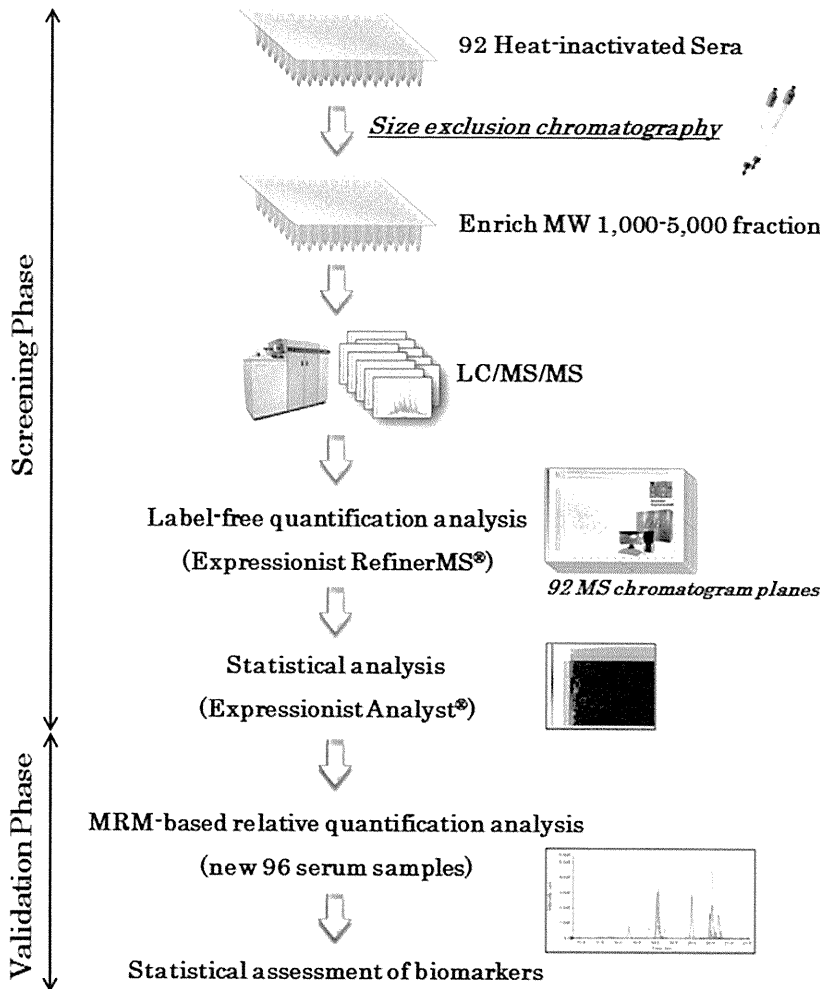 92 Heat-inactivated Sera
Size exclusion chromatography
Enrich MW 1,000-5,000 fraction
LC/MS/MS
Screening Phase
Label-free quantification analysis
(Expressionist RefinerMS®)
92 MS chromatogram planes
Statistical analysis
(Expressionist Analyst®)
Validation Phase
MRM-based relative quantification analysis
(new 96 serum samples)
Statistical assessment of biomarkers